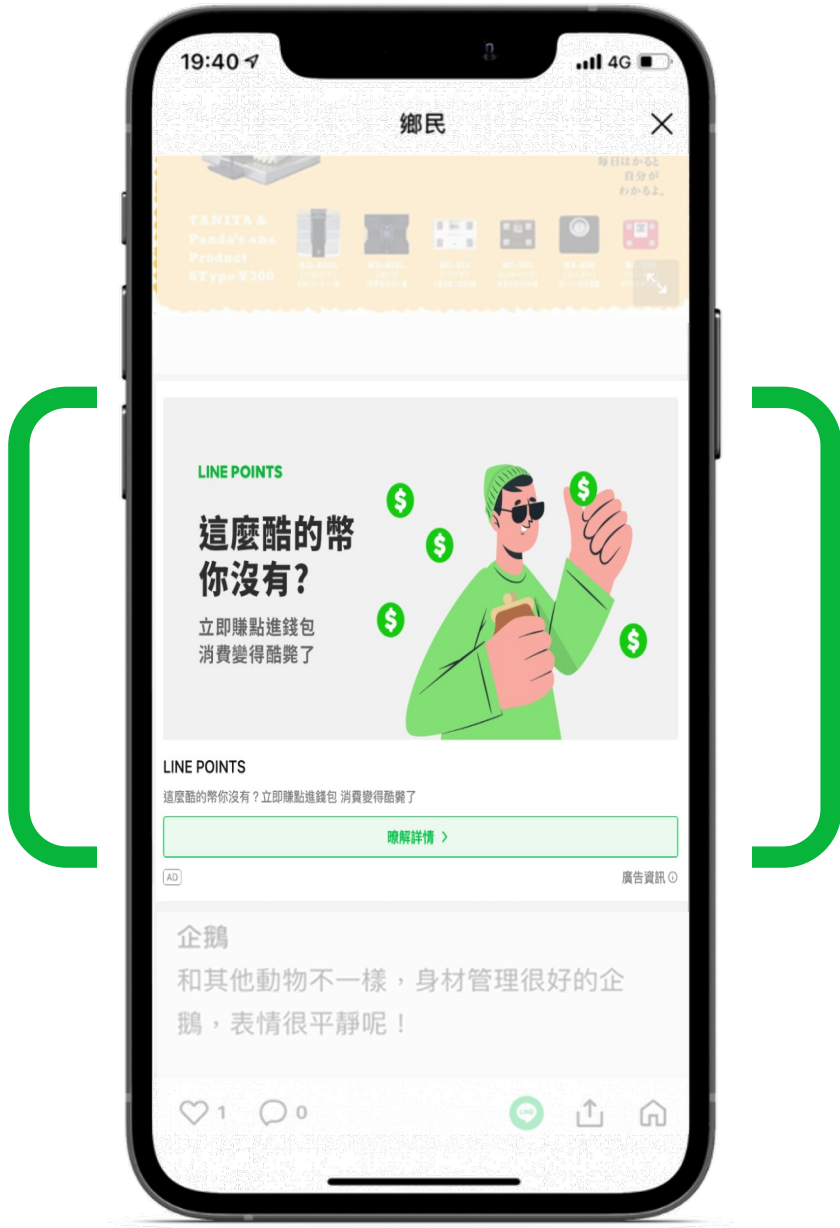 19:40
4G
鄉民
毎日はかると
自分が
わかるよ。
TANITA &
Panda's ana
Product
6Type ¥300
LINE POINTS
這麼酷的幣
你沒有?
立即賺點進錢包
消費變得酷斃了
LINE POINTS
這麼酷的幣你沒有？立即賺點進錢包 消費變得酷斃了
瞭解詳情
AD
廣告資訊
企鵝
和其他動物不一樣，身材管理很好的企
鵝，表情很平靜呢！
1 0 LINE